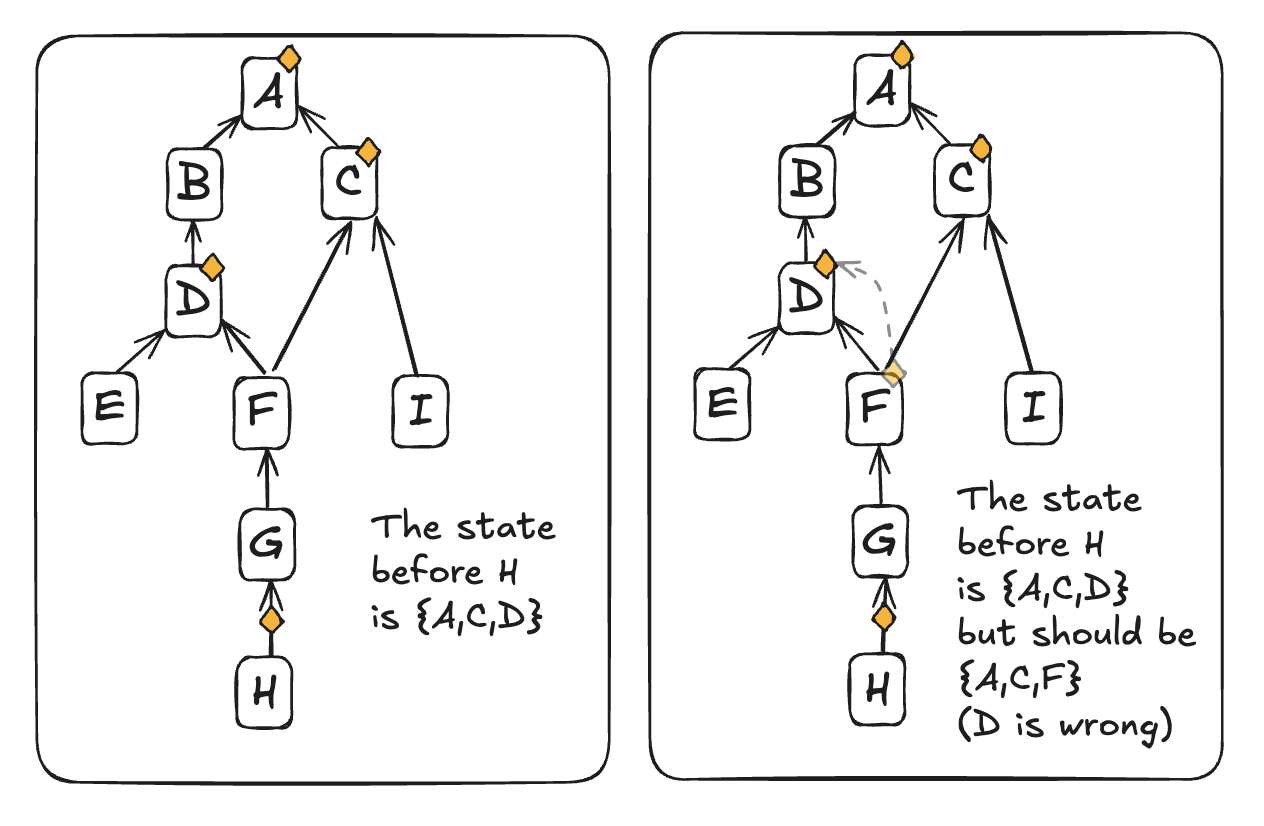 A
B
C
D
E
F
I
G
The state
before H
is {A,C,D}
H
A
B
C
D
E
F
I
G
The state
before H
is {A,C,D}
but should be
{A,C,F}
(D is wrong)
H